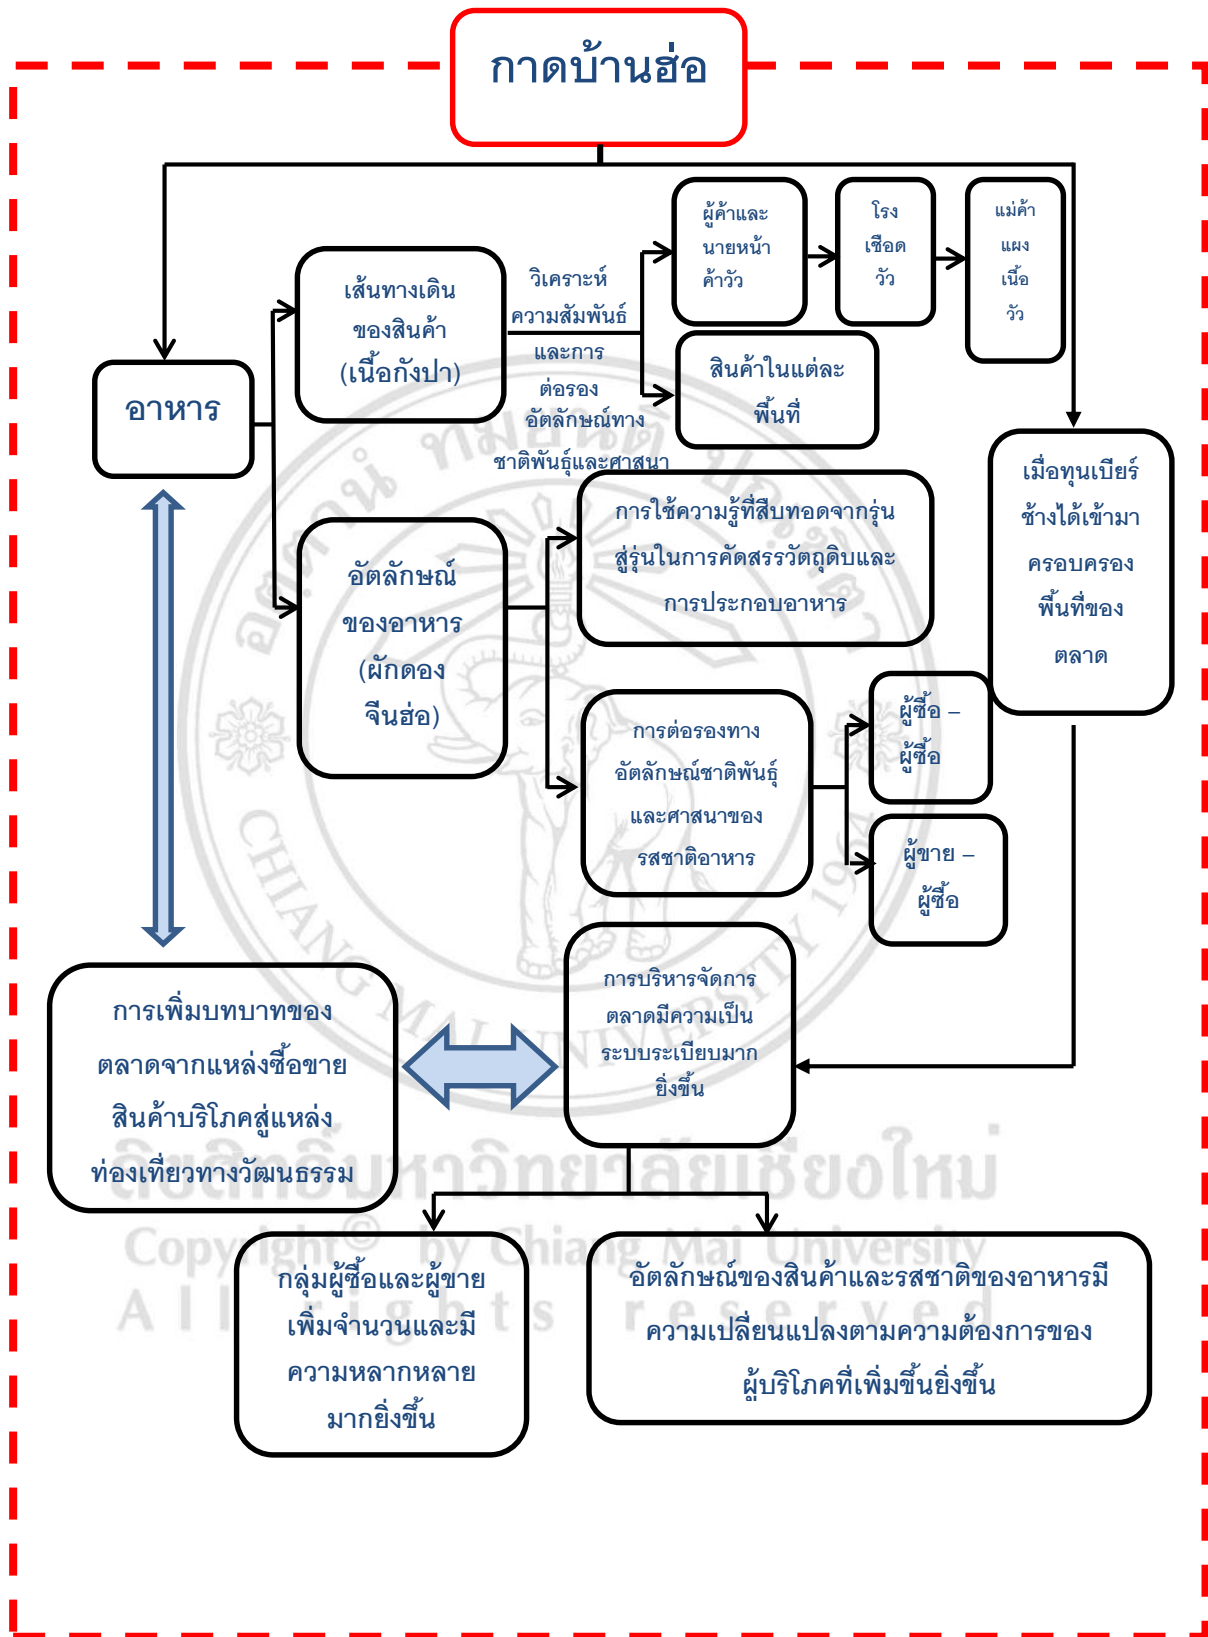 กาดบ้านฮ่อ
ผู้ค้าและ
นายหน้า
ค้าวัว
โรง
เชือด
วัว
แม่ค้า
แผง
เนื้อ
วัว
เส้นทางเดิน
ของสินค้า
(เนื้อกังปา)
วิเคราะห์
ความสัมพันธ์
และการ
ต่อรอง
อัตลักษณ์ทาง
ชาติพันธุ์และศาสนา
สินค้าในแต่ละ
พื้นที่
อาหาร
เมื่อทุนเบียร์
ช้างได้เข้ามา
ครอบครอง
พื้นที่ของ
ตลาด
การใช้ความรู้ที่สืบทอดจากรุ่น
สู่รุ่นในการคัดสรรวัตถุดิบและ
การประกอบอาหาร
อัตลักษณ์
ของอาหาร
(ผักดอง
จีนฮ่อ)
การต่อรองทาง
อัตลักษณ์ชาติพันธุ์
และศาสนาของ
รสชาติอาหาร
ผู้ซื้อ –
ผู้ซื้อ
ผู้ขาย –
ผู้ซื้อ
การบริหารจัดการ
ตลาดมีความเป็น
ระบบระเบียบมาก
ยิ่งขึ้น
การเพิ่มบทบาทของ
ตลาดจากแหล่งซื้อขาย
สินค้าบริโภคสู่แหล่ง
ท่องเที่ยวทางวัฒนธรรม
กลุ่มผู้ซื้อและผู้ขาย
เพิ่มจำนวนและมี
ความหลากหลาย
มากยิ่งขึ้น
อัตลักษณ์ของสินค้าและรสชาติของอาหารมี
ความเปลี่ยนแปลงตามความต้องการของ
ผู้บริโภคที่เพิ่มขึ้นยิ่งขึ้น
CHIANG MAI UNIVERSITY 1964
ลิขสิทธิ์มหาวิทยาลัยเชียงใหม่
Copyright© by Chiang Mai University
All rights reserved